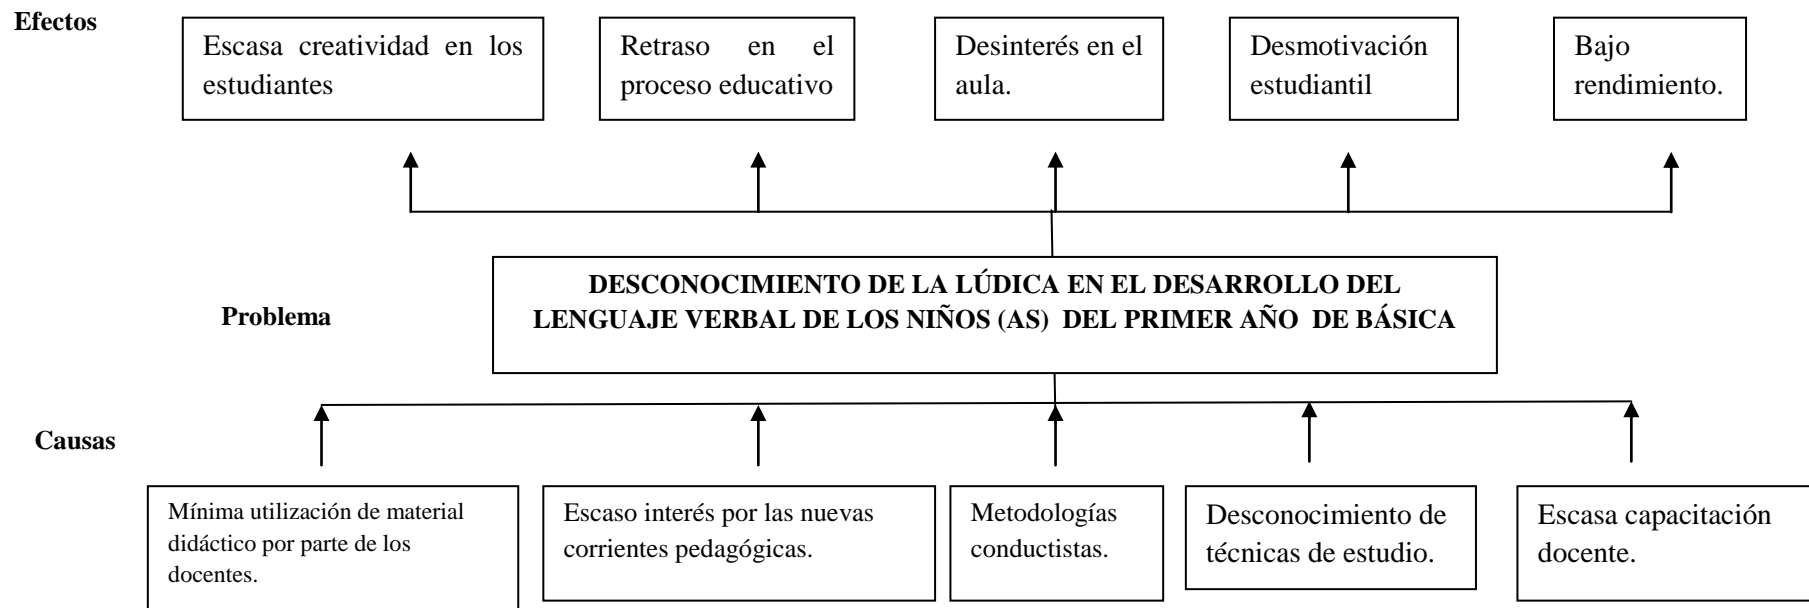 Efectos
Escasa creatividad en los
estudiantes
Retraso en el
proceso educativo
Desinterés en el
aula.
Desmotivación
estudiantil
Bajo
rendimiento.
Problema
DESCONOCIMIENTO DE LA LÚDICA EN EL DESARROLLO DEL
LENGUAJE VERBAL DE LOS NIÑOS (AS) DEL PRIMER AÑO DE BÁSICA
Causas
Mínima utilización de material
didáctico por parte de los
docentes.
Escaso interés por las nuevas
corrientes pedagógicas.
Metodologías
conductistas.
Desconocimiento de
técnicas de estudio.
Escasa capacitación
docente.